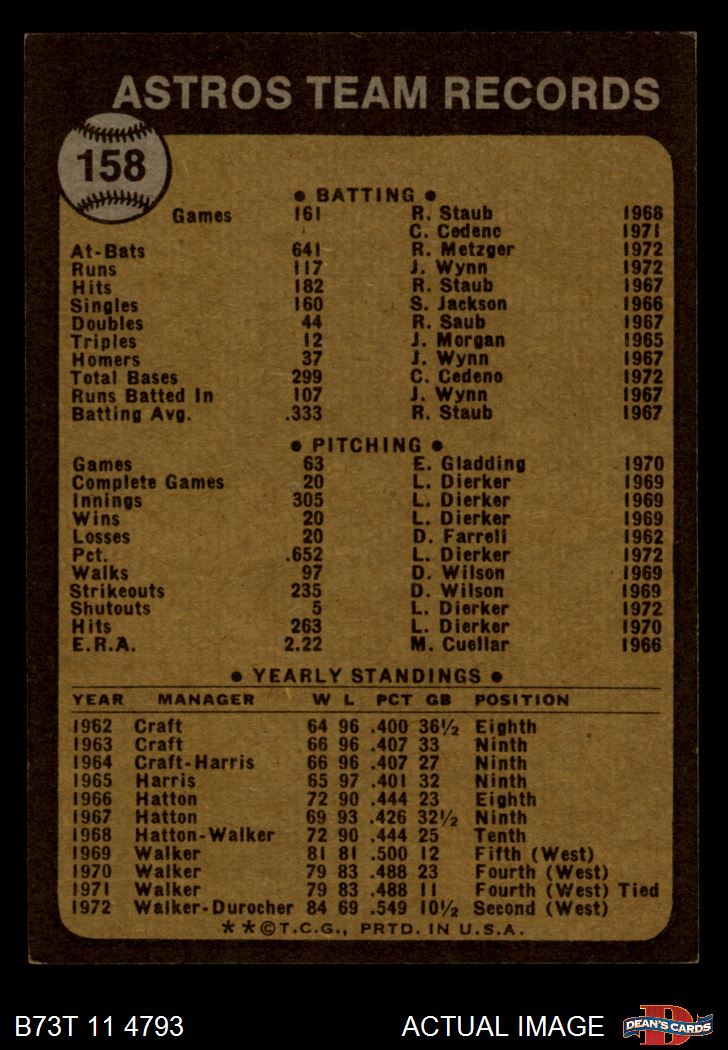 ASTROS TEAM RECORDS
158
• BATTING •
Games 161 R. Staub 1968
C. Cedeno 1971
At-Bats 641 R. Metzger 1972
Runs 117 J. Wynn 1972
Hits 182 R. Staub 1967
Singles 160 S. Jackson 1966
Doubles 44 R. Saub 1967
Triples 12 J. Morgan 1965
Homers 37 J. Wynn 1967
Total Bases 299 C. Cedeno 1972
Runs Batted In 107 J. Wynn 1967
Batting Avg. .333 R. Staub 1967
• PITCHING •
Games 63 E. Gladding 1970
Complete Games 20 L. Dierker 1969
Innings 305 L. Dierker 1969
Wins 20 L. Dierker 1969
Losses 20 D. Farrell 1962
Pct. .652 L. Dierker 1972
Walks 97 D. Wilson 1969
Strikeouts 235 D. Wilson 1969
Shutouts 5 L. Dierker 1972
Hits 263 L. Dierker 1970
E.R.A. 2.22 M. Cuellar 1966
• YEARLY STANDINGS •
YEAR MANAGER W L PCT GB POSITION
1962 Craft 64 96 .400 36½ Eighth
1963 Craft 66 96 .407 33 Ninth
1964 Craft-Harris 66 96 .407 27 Ninth
1965 Harris 65 97 .401 32 Ninth
1966 Hatton 72 90 .444 23 Eighth
1967 Hatton 69 93 .426 32½ Ninth
1968 Hatton-Walker 72 90 .444 25 Tenth
1969 Walker 81 81 .500 12 Fifth (West)
1970 Walker 79 83 .488 23 Fourth (West)
1971 Walker 79 83 .488 11 Fourth (West) Tied
1972 Walker-Durocher 84 69 .549 10½ Second (West)
**©T.C.G., PRTD. IN U.S.A.
B73T 11 4793 ACTUAL IMAGE D DEAN'S CARDS